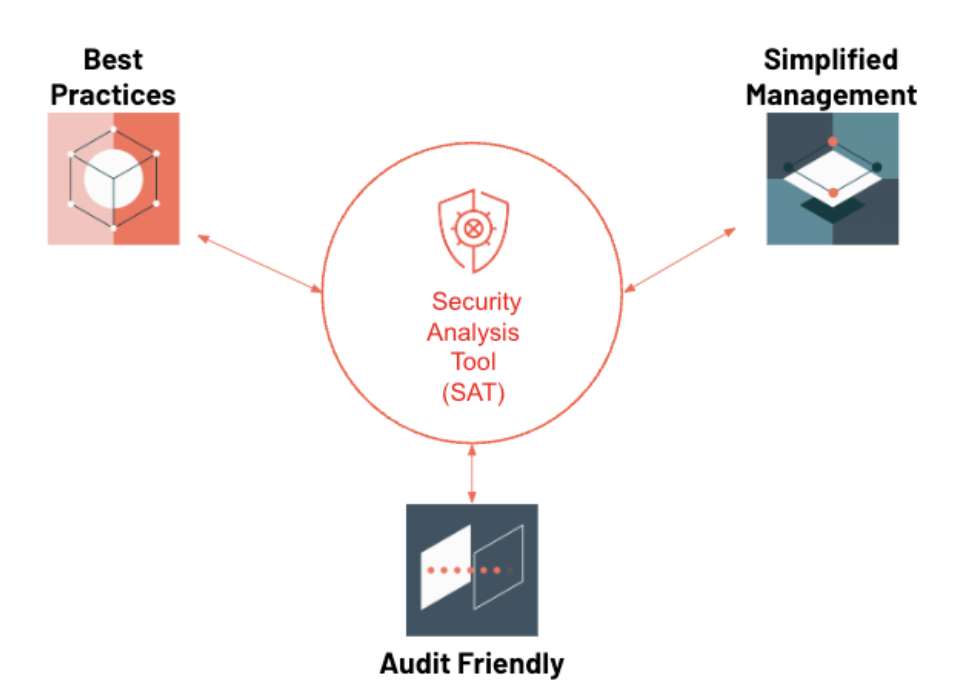 Best
Practices
Simplified
Management
Security
Analysis
Tool
(SAT)
Audit Friendly